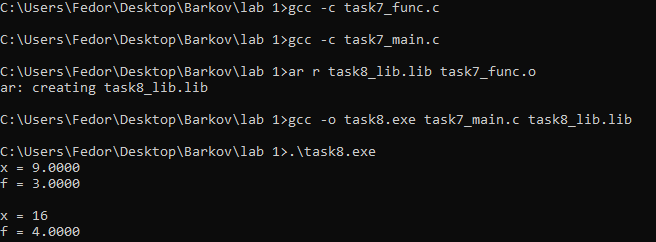 C:\Users\Fedor\Desktop\Barkov\lab 1>gcc -c task7_func.c
C:\Users\Fedor\Desktop\Barkov\lab 1>gcc -c task7_main.c
C:\Users\Fedor\Desktop\Barkov\lab 1>ar r task8_lib.lib task7_func.o
ar: creating task8_lib.lib
C:\Users\Fedor\Desktop\Barkov\lab 1>gcc -o task8.exe task7_main.c task8_lib.lib
C:\Users\Fedor\Desktop\Barkov\lab 1>.\task8.exe
x = 9.0000
f = 3.0000
x = 16
f = 4.0000